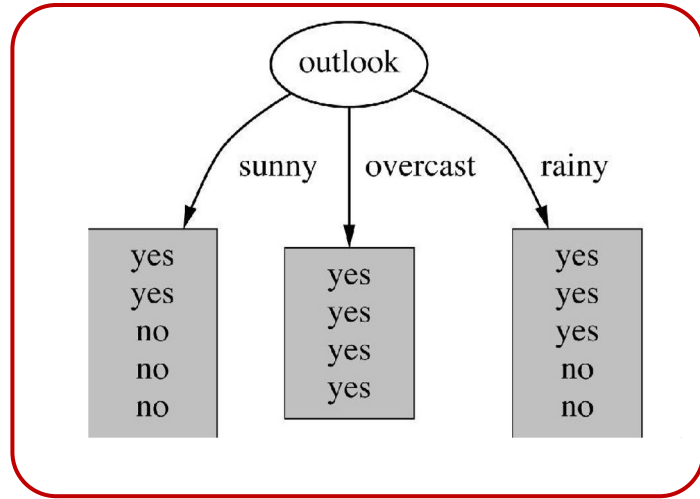 outlook
sunny overcast rainy
yes
yes
no
no
no
yes
yes
yes
yes
yes
yes
yes
no
no